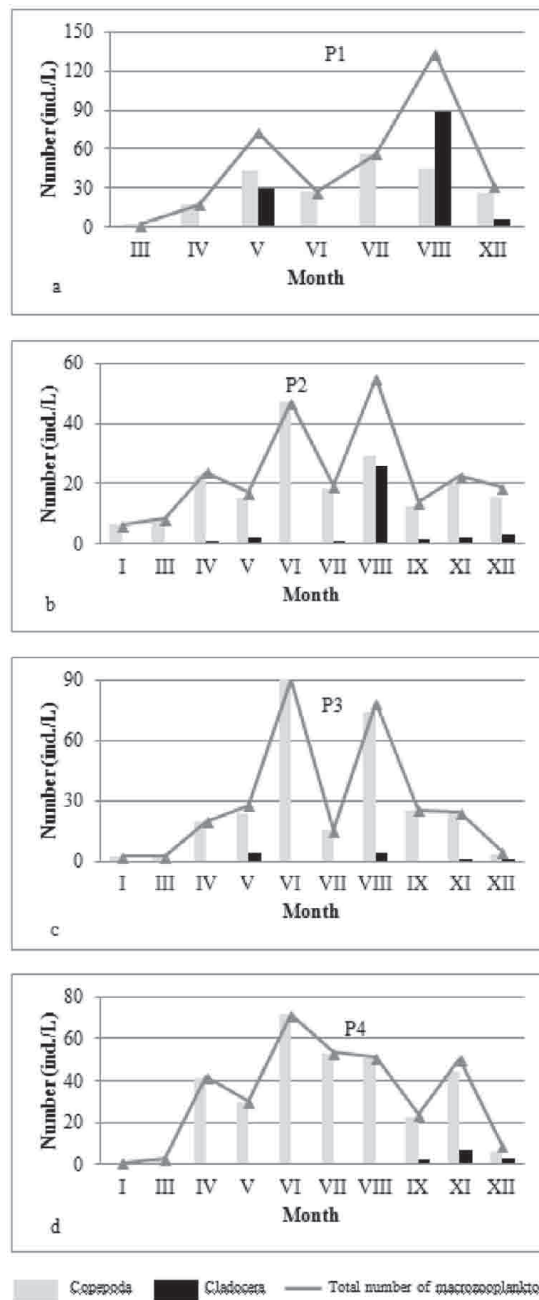 150
120
90
60
30
0
Number (ind./L)
P1
III IV V VI VII VIII XII
Month
a
60
40
20
0
Number (ind./L)
P2
I III IV V VI VII VIII IX XI XII
Month
b
90
60
30
0
Number (ind./L)
P3
I III IV V VI VII VIII IX XI XII
Month
c
80
60
40
20
0
Number (ind./L)
P4
I III IV V VI VII VIII IX XI XII
Month
d
Copepoda Cladocera Total number of macrozooplankto